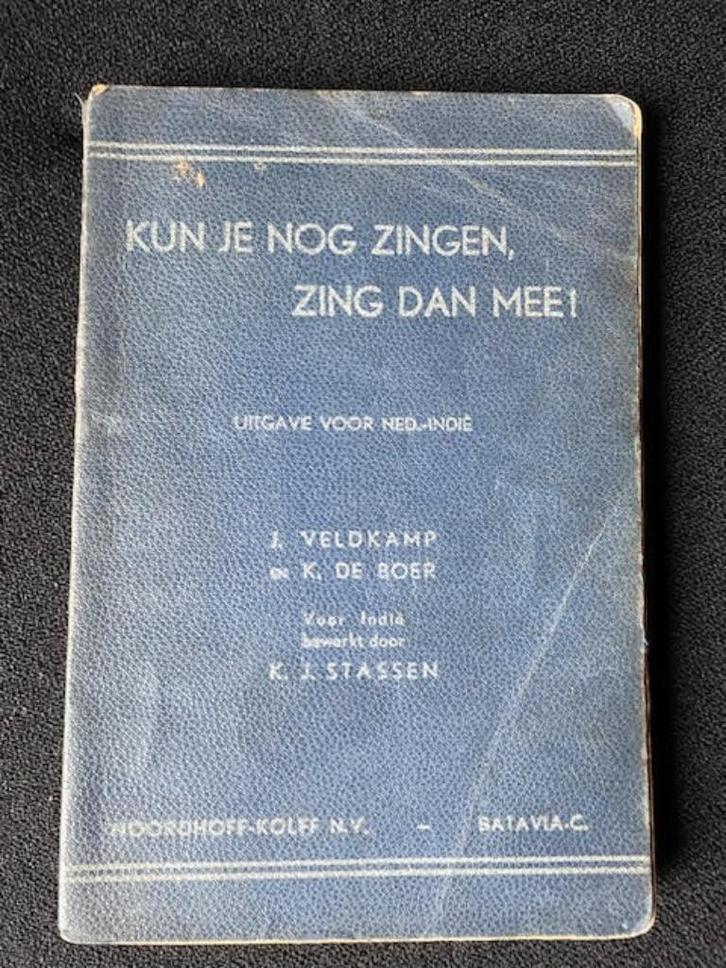 KUN JE NOG ZINGEN,
ZING DAN MEE!
UITGAVE VOOR NED.-INDIË
J. VELDKAMP
EN K. DE BOER
Voor Indië
bewerkt door
K. J. STASSEN
NOORDHOFF-KOLFF N.V. – BATAVIA-C.